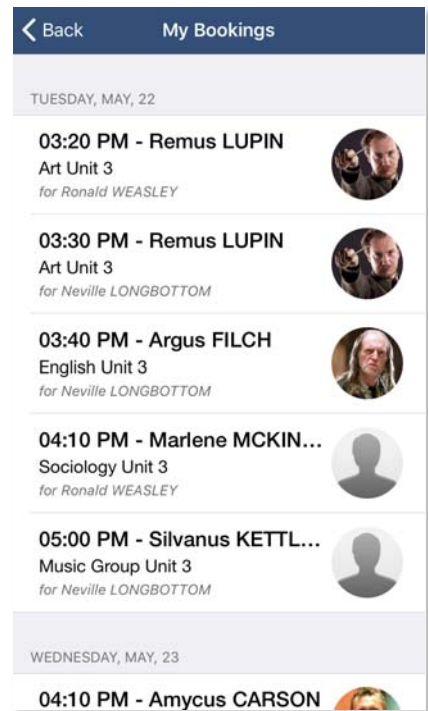 Back My Bookings
TUESDAY, MAY, 22
03:20 PM - Remus LUPIN
Art Unit 3
for Ronald WEASLEY
03:30 PM - Remus LUPIN
Art Unit 3
for Neville LONGBOTTOM
03:40 PM - Argus FILCH
English Unit 3
for Neville LONGBOTTOM
04:10 PM - Marlene MCKIN...
Sociology Unit 3
for Ronald WEASLEY
05:00 PM - Silvanus KETTL...
Music Group Unit 3
for Neville LONGBOTTOM
WEDNESDAY, MAY, 23
04:10 PM - Amycus CARSON